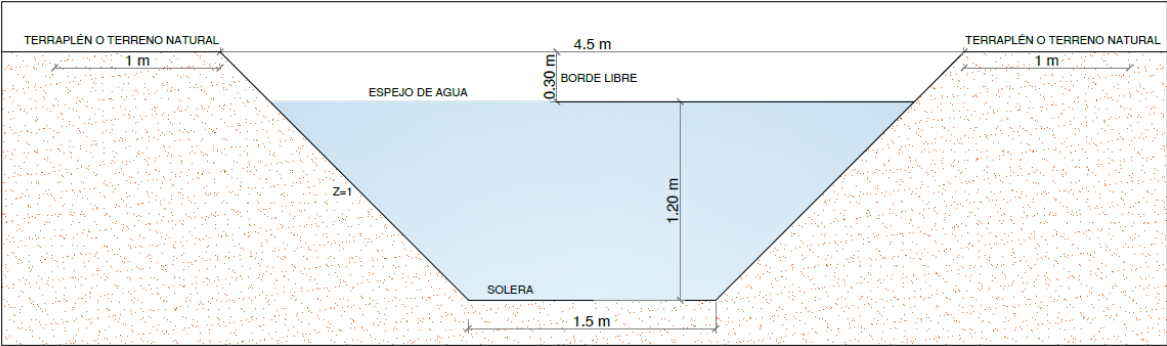 TERRAPLÉN O TERRENO NATURAL
4.5 m
TERRAPLÉN O TERRENO NATURAL
1 m
0.30 m
BORDE LIBRE
1 m
ESPEJO DE AGUA
Z=1
1.20 m
SOLERA
1.5 m